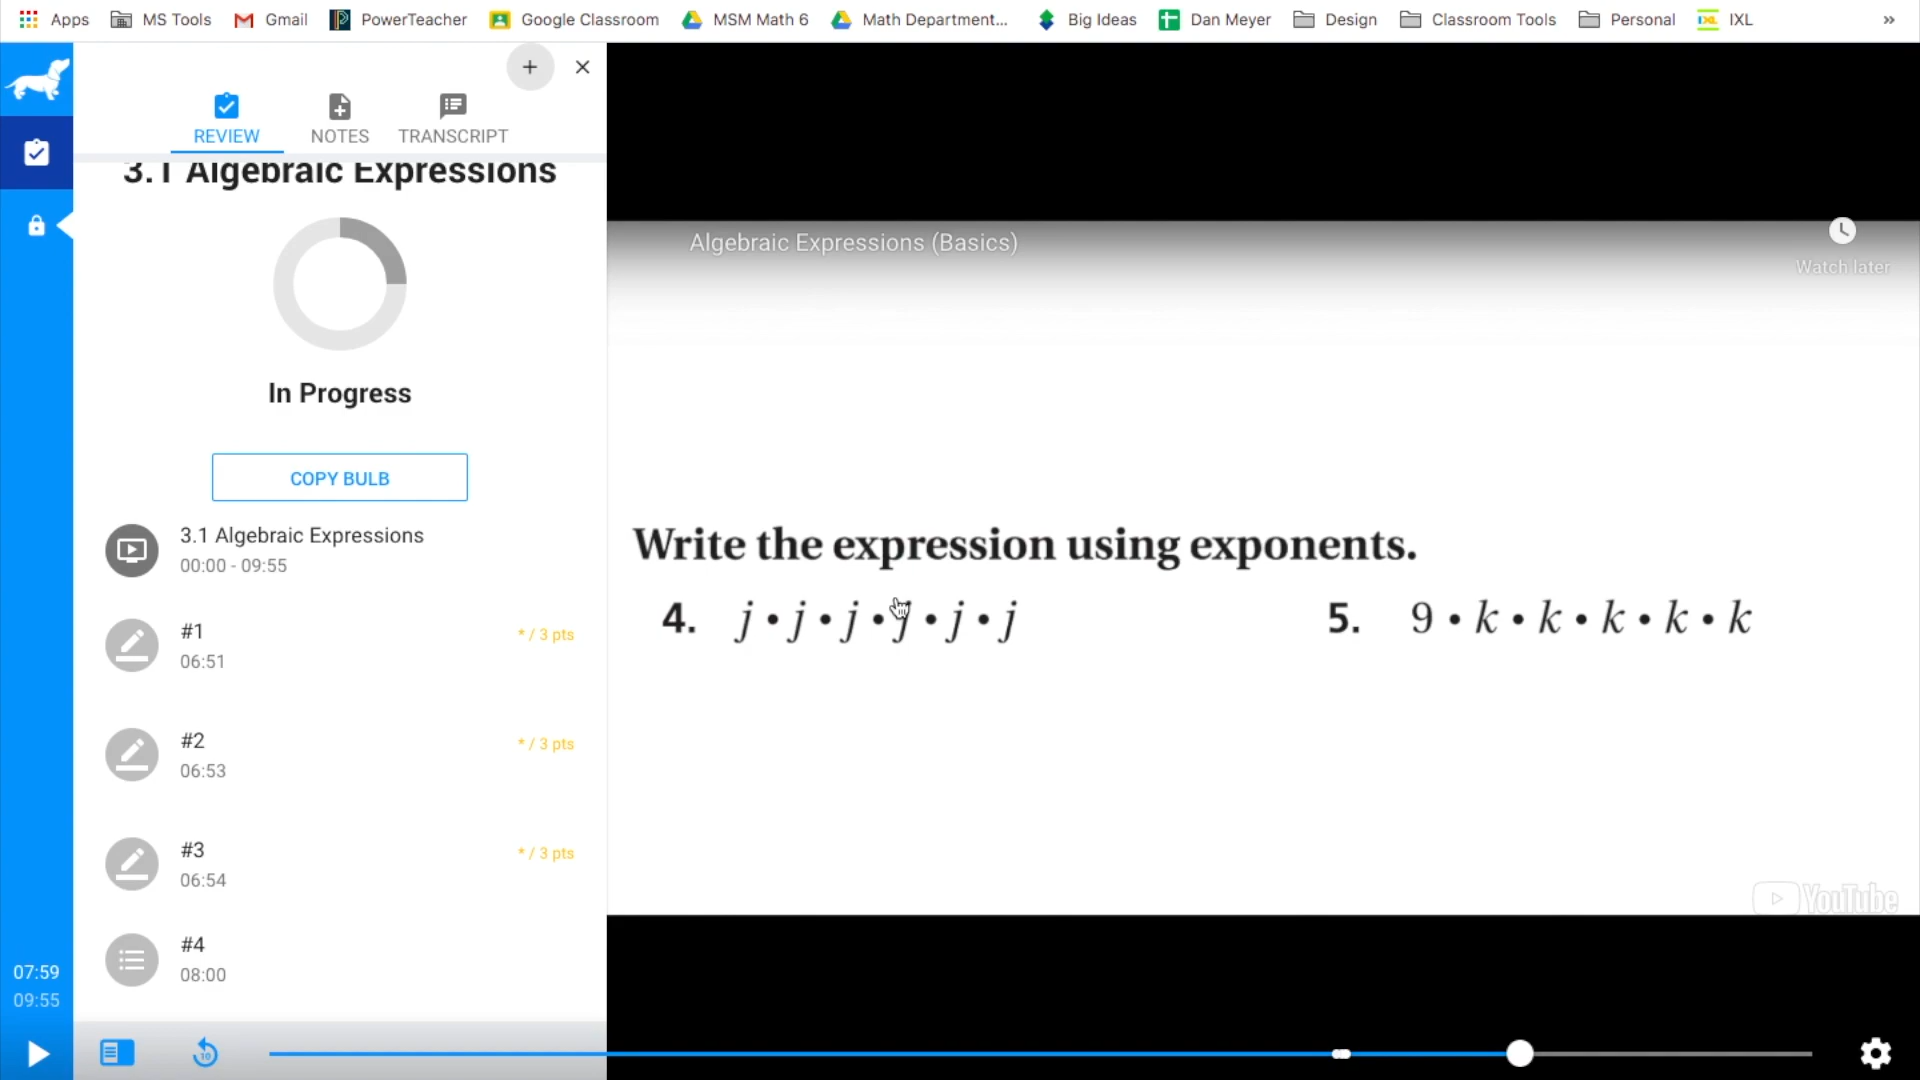 Apps MS Tools Gmail PowerTeacher Google Classroom MSM Math 6 Math Department... Big Ideas Dan Meyer Design Classroom Tools Personal IXL »
REVIEW NOTES TRANSCRIPT
3.1 Algebraic Expressions
In Progress
COPY BULB
3.1 Algebraic Expressions
00:00 - 09:55
#1 * / 3 pts
06:51
#2 * / 3 pts
06:53
#3 * / 3 pts
06:54
#4
08:00
07:59
09:55
10
Algebraic Expressions (Basics)
Watch later
Write the expression using exponents.
4. j • j • j • j • j • j
5. 9 • k • k • k • k • k
YouTube